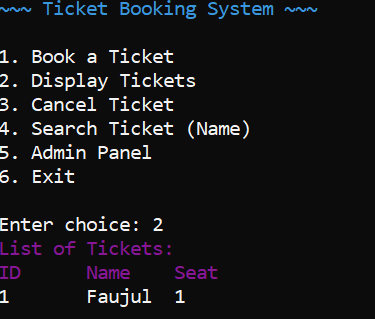 ~~~ Ticket Booking System ~~~
1. Book a Ticket
2. Display Tickets
3. Cancel Ticket
4. Search Ticket (Name)
5. Admin Panel
6. Exit
Enter choice: 2
List of Tickets:
ID Name Seat
1 Faujul 1